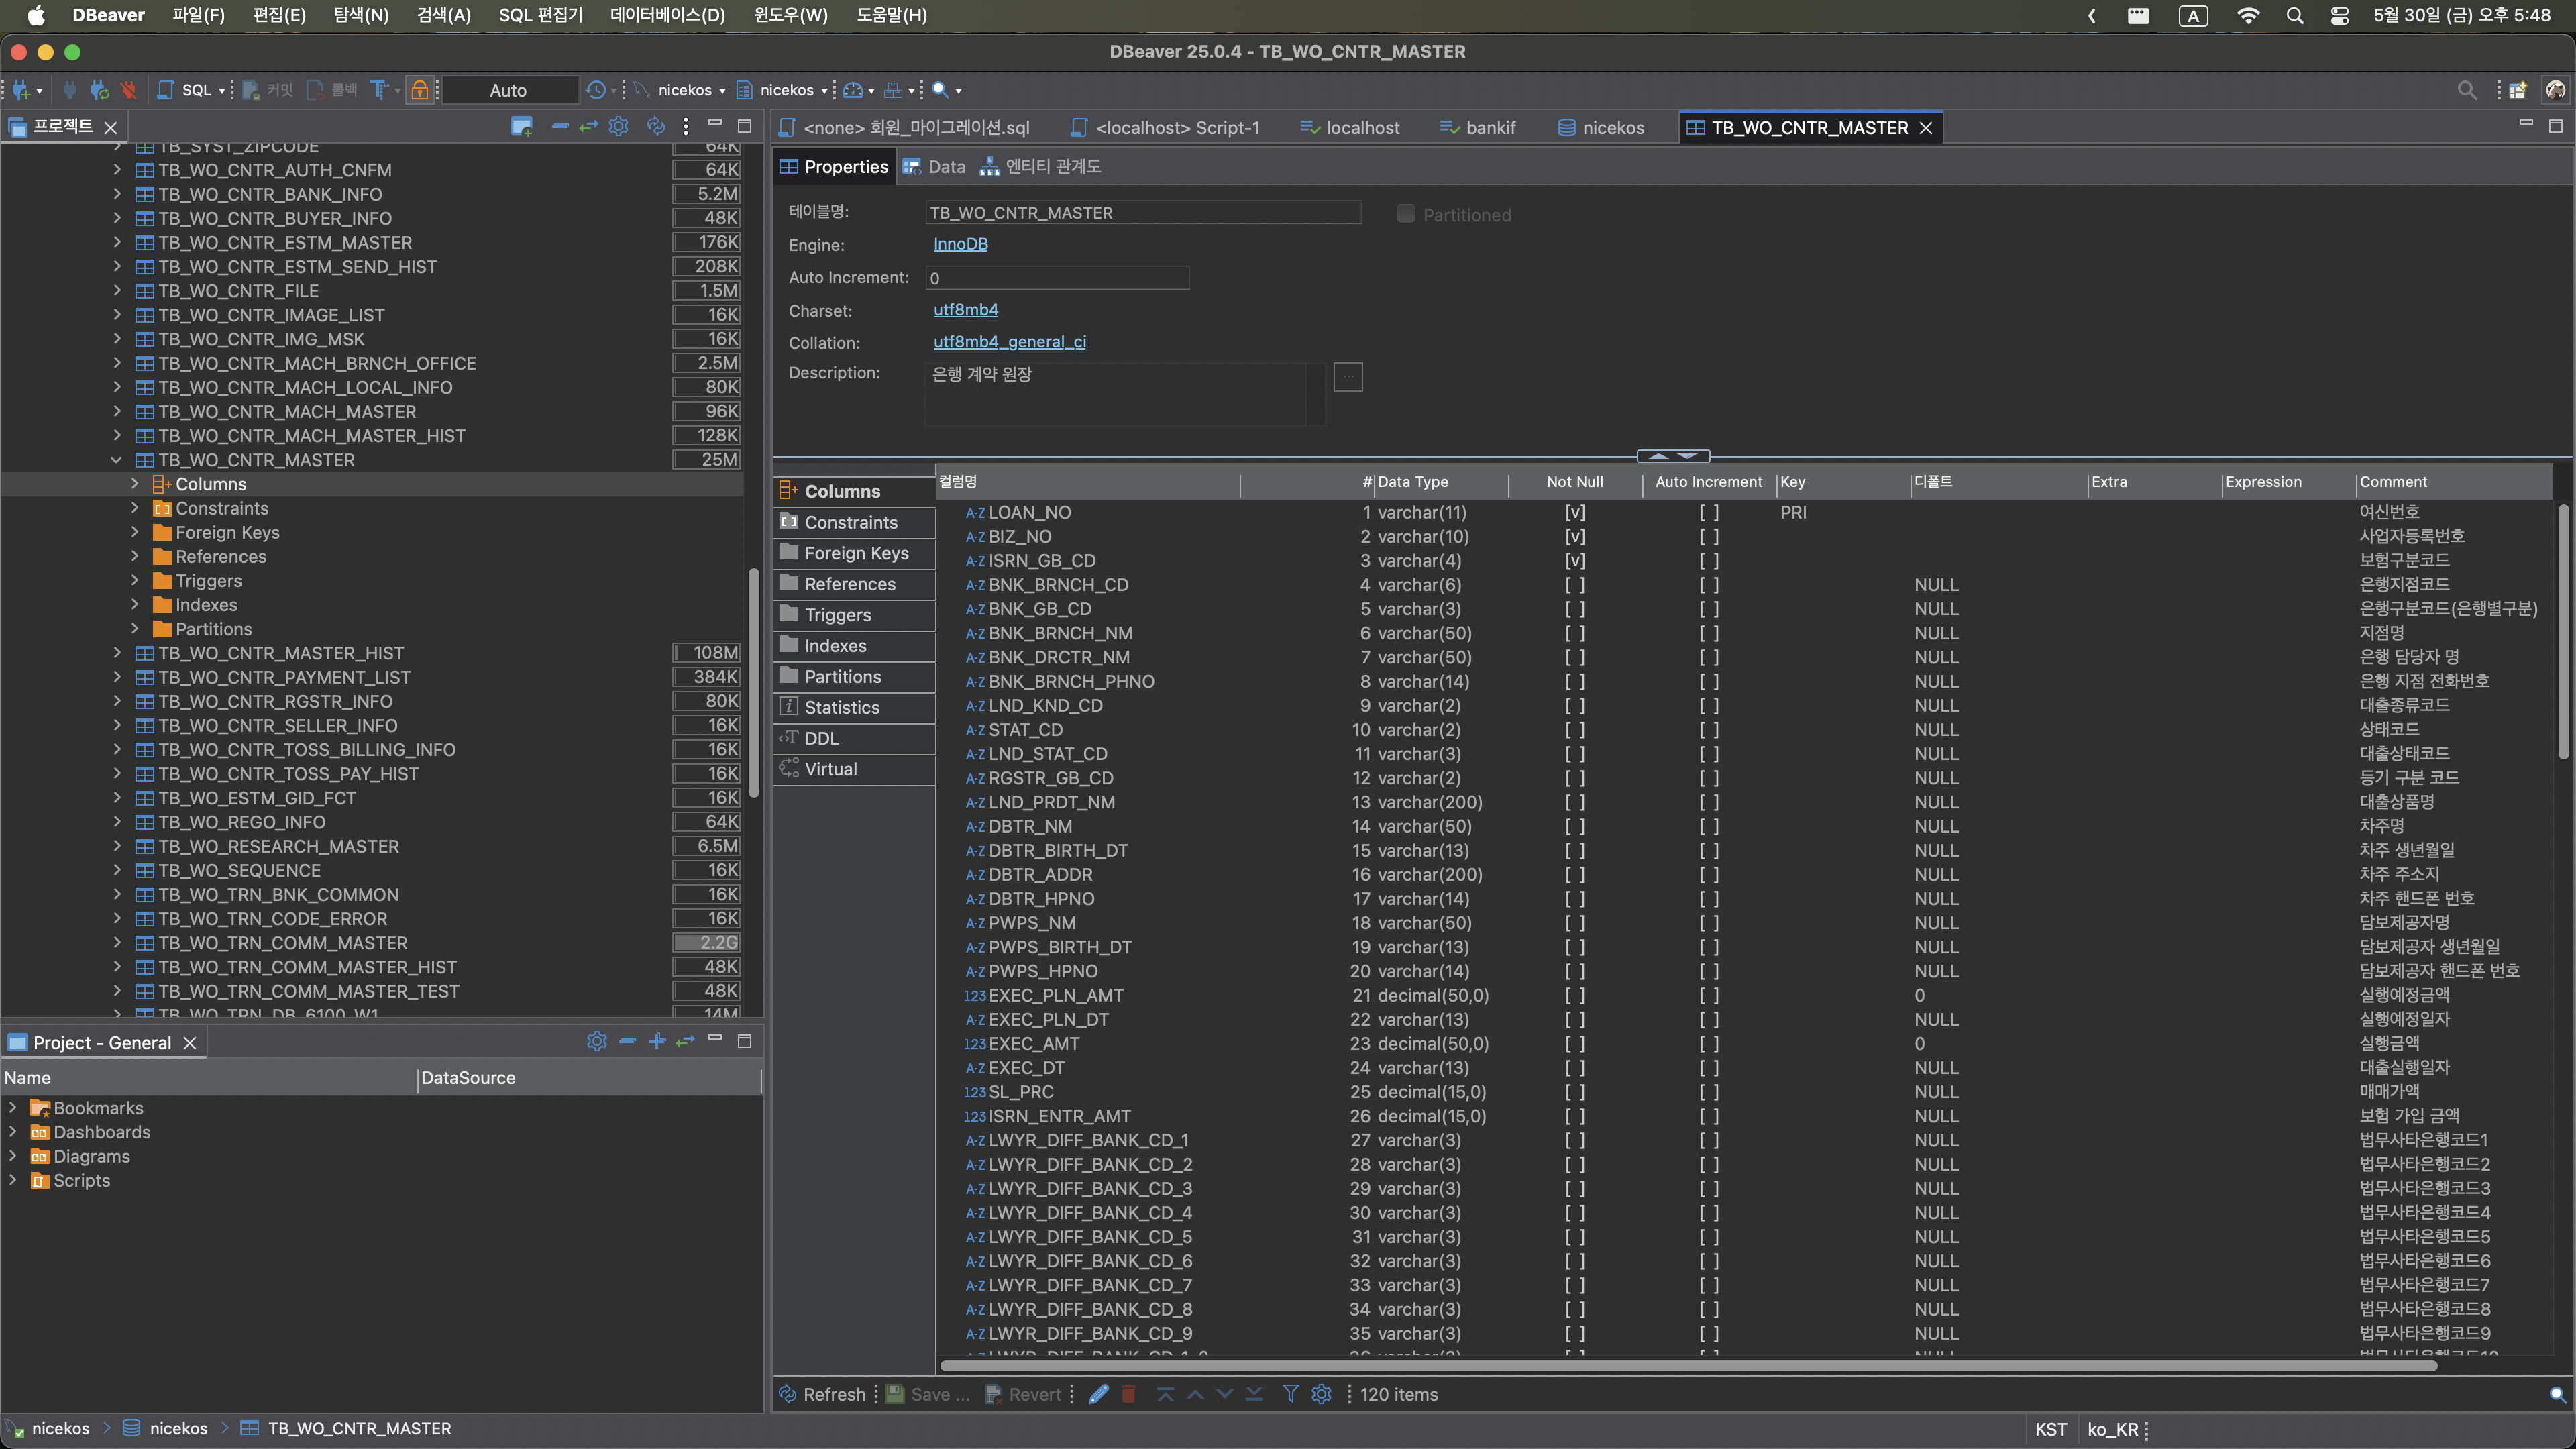 DBeaver 파일(F) 편집(E) 탐색(N) 검색(A) SQL 편집기 데이터베이스(D) 윈도우(W) 도움말(H) A 5월 30일 (금) 오후 5:48
DBeaver 25.0.4 - TB_WO_CNTR_MASTER
SQL 커밋 롤백 T Auto nicekos nicekos
프로젝트
TB_SYST_ZIPCODE 64K
TB_WO_CNTR_AUTH_CNFM 64K
TB_WO_CNTR_BANK_INFO 5.2M
TB_WO_CNTR_BUYER_INFO 48K
TB_WO_CNTR_ESTM_MASTER 176K
TB_WO_CNTR_ESTM_SEND_HIST 208K
TB_WO_CNTR_FILE 1.5M
TB_WO_CNTR_IMAGE_LIST 16K
TB_WO_CNTR_IMG_MSK 16K
TB_WO_CNTR_MACH_BRNCH_OFFICE 2.5M
TB_WO_CNTR_MACH_LOCAL_INFO 80K
TB_WO_CNTR_MACH_MASTER 96K
TB_WO_CNTR_MACH_MASTER_HIST 128K
TB_WO_CNTR_MASTER 25M
Columns
Constraints
Foreign Keys
References
Triggers
Indexes
Partitions
TB_WO_CNTR_MASTER_HIST 108M
TB_WO_CNTR_PAYMENT_LIST 384K
TB_WO_CNTR_RGSTR_INFO 80K
TB_WO_CNTR_SELLER_INFO 16K
TB_WO_CNTR_TOSS_BILLING_INFO 16K
TB_WO_CNTR_TOSS_PAY_HIST 16K
TB_WO_ESTM_GID_FCT 16K
TB_WO_REGO_INFO 64K
TB_WO_RESEARCH_MASTER 6.5M
TB_WO_SEQUENCE 16K
TB_WO_TRN_BNK_COMMON 16K
TB_WO_TRN_CODE_ERROR 16K
TB_WO_TRN_COMM_MASTER 2.2G
TB_WO_TRN_COMM_MASTER_HIST 48K
TB_WO_TRN_COMM_MASTER_TEST 48K
TB_WO_TRN_DB_6100_W1 14M
Project - General
Name DataSource
Bookmarks
Dashboards
Diagrams
Scripts
<none> 회원_마이그레이션.sql <localhost> Script-1 localhost bankif nicekos TB_WO_CNTR_MASTER
Properties Data 엔티티 관계도
테이블명: TB_WO_CNTR_MASTER Partitioned
Engine: InnoDB
Auto Increment: 0
Charset: utf8mb4
Collation: utf8mb4_general_ci
Description: 은행 계약 원장 ...
Columns
Constraints
Foreign Keys
References
Triggers
Indexes
Partitions
Statistics
DDL
Virtual
컬럼명 # Data Type Not Null Auto Increment Key 디폴트 Extra Expression Comment
A-Z LOAN_NO 1 varchar(11) [v] [ ] PRI 여신번호
A-Z BIZ_NO 2 varchar(10) [v] [ ] 사업자등록번호
A-Z ISRN_GB_CD 3 varchar(4) [v] [ ] 보험구분코드
A-Z BNK_BRNCH_CD 4 varchar(6) [ ] [ ] NULL 은행지점코드
A-Z BNK_GB_CD 5 varchar(3) [ ] [ ] NULL 은행구분코드(은행별구분)
A-Z BNK_BRNCH_NM 6 varchar(50) [ ] [ ] NULL 지점명
A-Z BNK_DRCTR_NM 7 varchar(50) [ ] [ ] NULL 은행 담당자 명
A-Z BNK_BRNCH_PHNO 8 varchar(14) [ ] [ ] NULL 은행 지점 전화번호
A-Z LND_KND_CD 9 varchar(2) [ ] [ ] NULL 대출종류코드
A-Z STAT_CD 10 varchar(2) [ ] [ ] NULL 상태코드
A-Z LND_STAT_CD 11 varchar(3) [ ] [ ] NULL 대출상태코드
A-Z RGSTR_GB_CD 12 varchar(2) [ ] [ ] NULL 등기 구분 코드
A-Z LND_PRDT_NM 13 varchar(200) [ ] [ ] NULL 대출상품명
A-Z DBTR_NM 14 varchar(50) [ ] [ ] NULL 차주명
A-Z DBTR_BIRTH_DT 15 varchar(13) [ ] [ ] NULL 차주 생년월일
A-Z DBTR_ADDR 16 varchar(200) [ ] [ ] NULL 차주 주소지
A-Z DBTR_HPNO 17 varchar(14) [ ] [ ] NULL 차주 핸드폰 번호
A-Z PWPS_NM 18 varchar(50) [ ] [ ] NULL 담보제공자명
A-Z PWPS_BIRTH_DT 19 varchar(13) [ ] [ ] NULL 담보제공자 생년월일
A-Z PWPS_HPNO 20 varchar(14) [ ] [ ] NULL 담보제공자 핸드폰 번호
123 EXEC_PLN_AMT 21 decimal(50,0) [ ] [ ] 0 실행예정금액
A-Z EXEC_PLN_DT 22 varchar(13) [ ] [ ] NULL 실행예정일자
123 EXEC_AMT 23 decimal(50,0) [ ] [ ] 0 실행금액
A-Z EXEC_DT 24 varchar(13) [ ] [ ] NULL 대출실행일자
123 SL_PRC 25 decimal(15,0) [ ] [ ] NULL 매매가액
123 ISRN_ENTR_AMT 26 decimal(15,0) [ ] [ ] NULL 보험 가입 금액
A-Z LWYR_DIFF_BANK_CD_1 27 varchar(3) [ ] [ ] NULL 법무사타은행코드1
A-Z LWYR_DIFF_BANK_CD_2 28 varchar(3) [ ] [ ] NULL 법무사타은행코드2
A-Z LWYR_DIFF_BANK_CD_3 29 varchar(3) [ ] [ ] NULL 법무사타은행코드3
A-Z LWYR_DIFF_BANK_CD_4 30 varchar(3) [ ] [ ] NULL 법무사타은행코드4
A-Z LWYR_DIFF_BANK_CD_5 31 varchar(3) [ ] [ ] NULL 법무사타은행코드5
A-Z LWYR_DIFF_BANK_CD_6 32 varchar(3) [ ] [ ] NULL 법무사타은행코드6
A-Z LWYR_DIFF_BANK_CD_7 33 varchar(3) [ ] [ ] NULL 법무사타은행코드7
A-Z LWYR_DIFF_BANK_CD_8 34 varchar(3) [ ] [ ] NULL 법무사타은행코드8
A-Z LWYR_DIFF_BANK_CD_9 35 varchar(3) [ ] [ ] NULL 법무사타은행코드9
Refresh Save ... Revert 120 items
nicekos nicekos TB_WO_CNTR_MASTER KST ko_KR